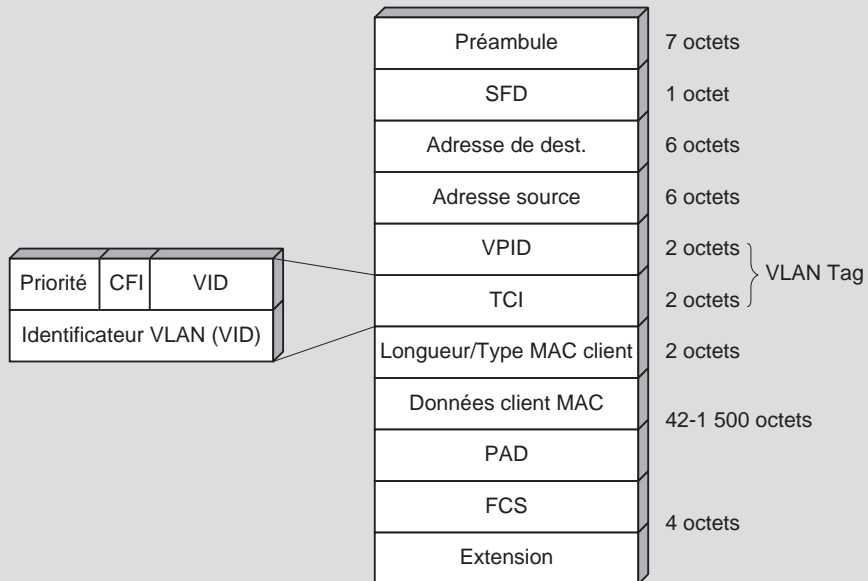 Préambule 7 octets
SFD 1 octet
Adresse de dest. 6 octets
Adresse source 6 octets
VPID 2 octets
VLAN Tag
TCI 2 octets
Priorité CFI VID
Identificateur VLAN (VID)
Longueur/Type MAC client 2 octets
Données client MAC
42-1 500 octets
PAD
FCS
4 octets
Extension